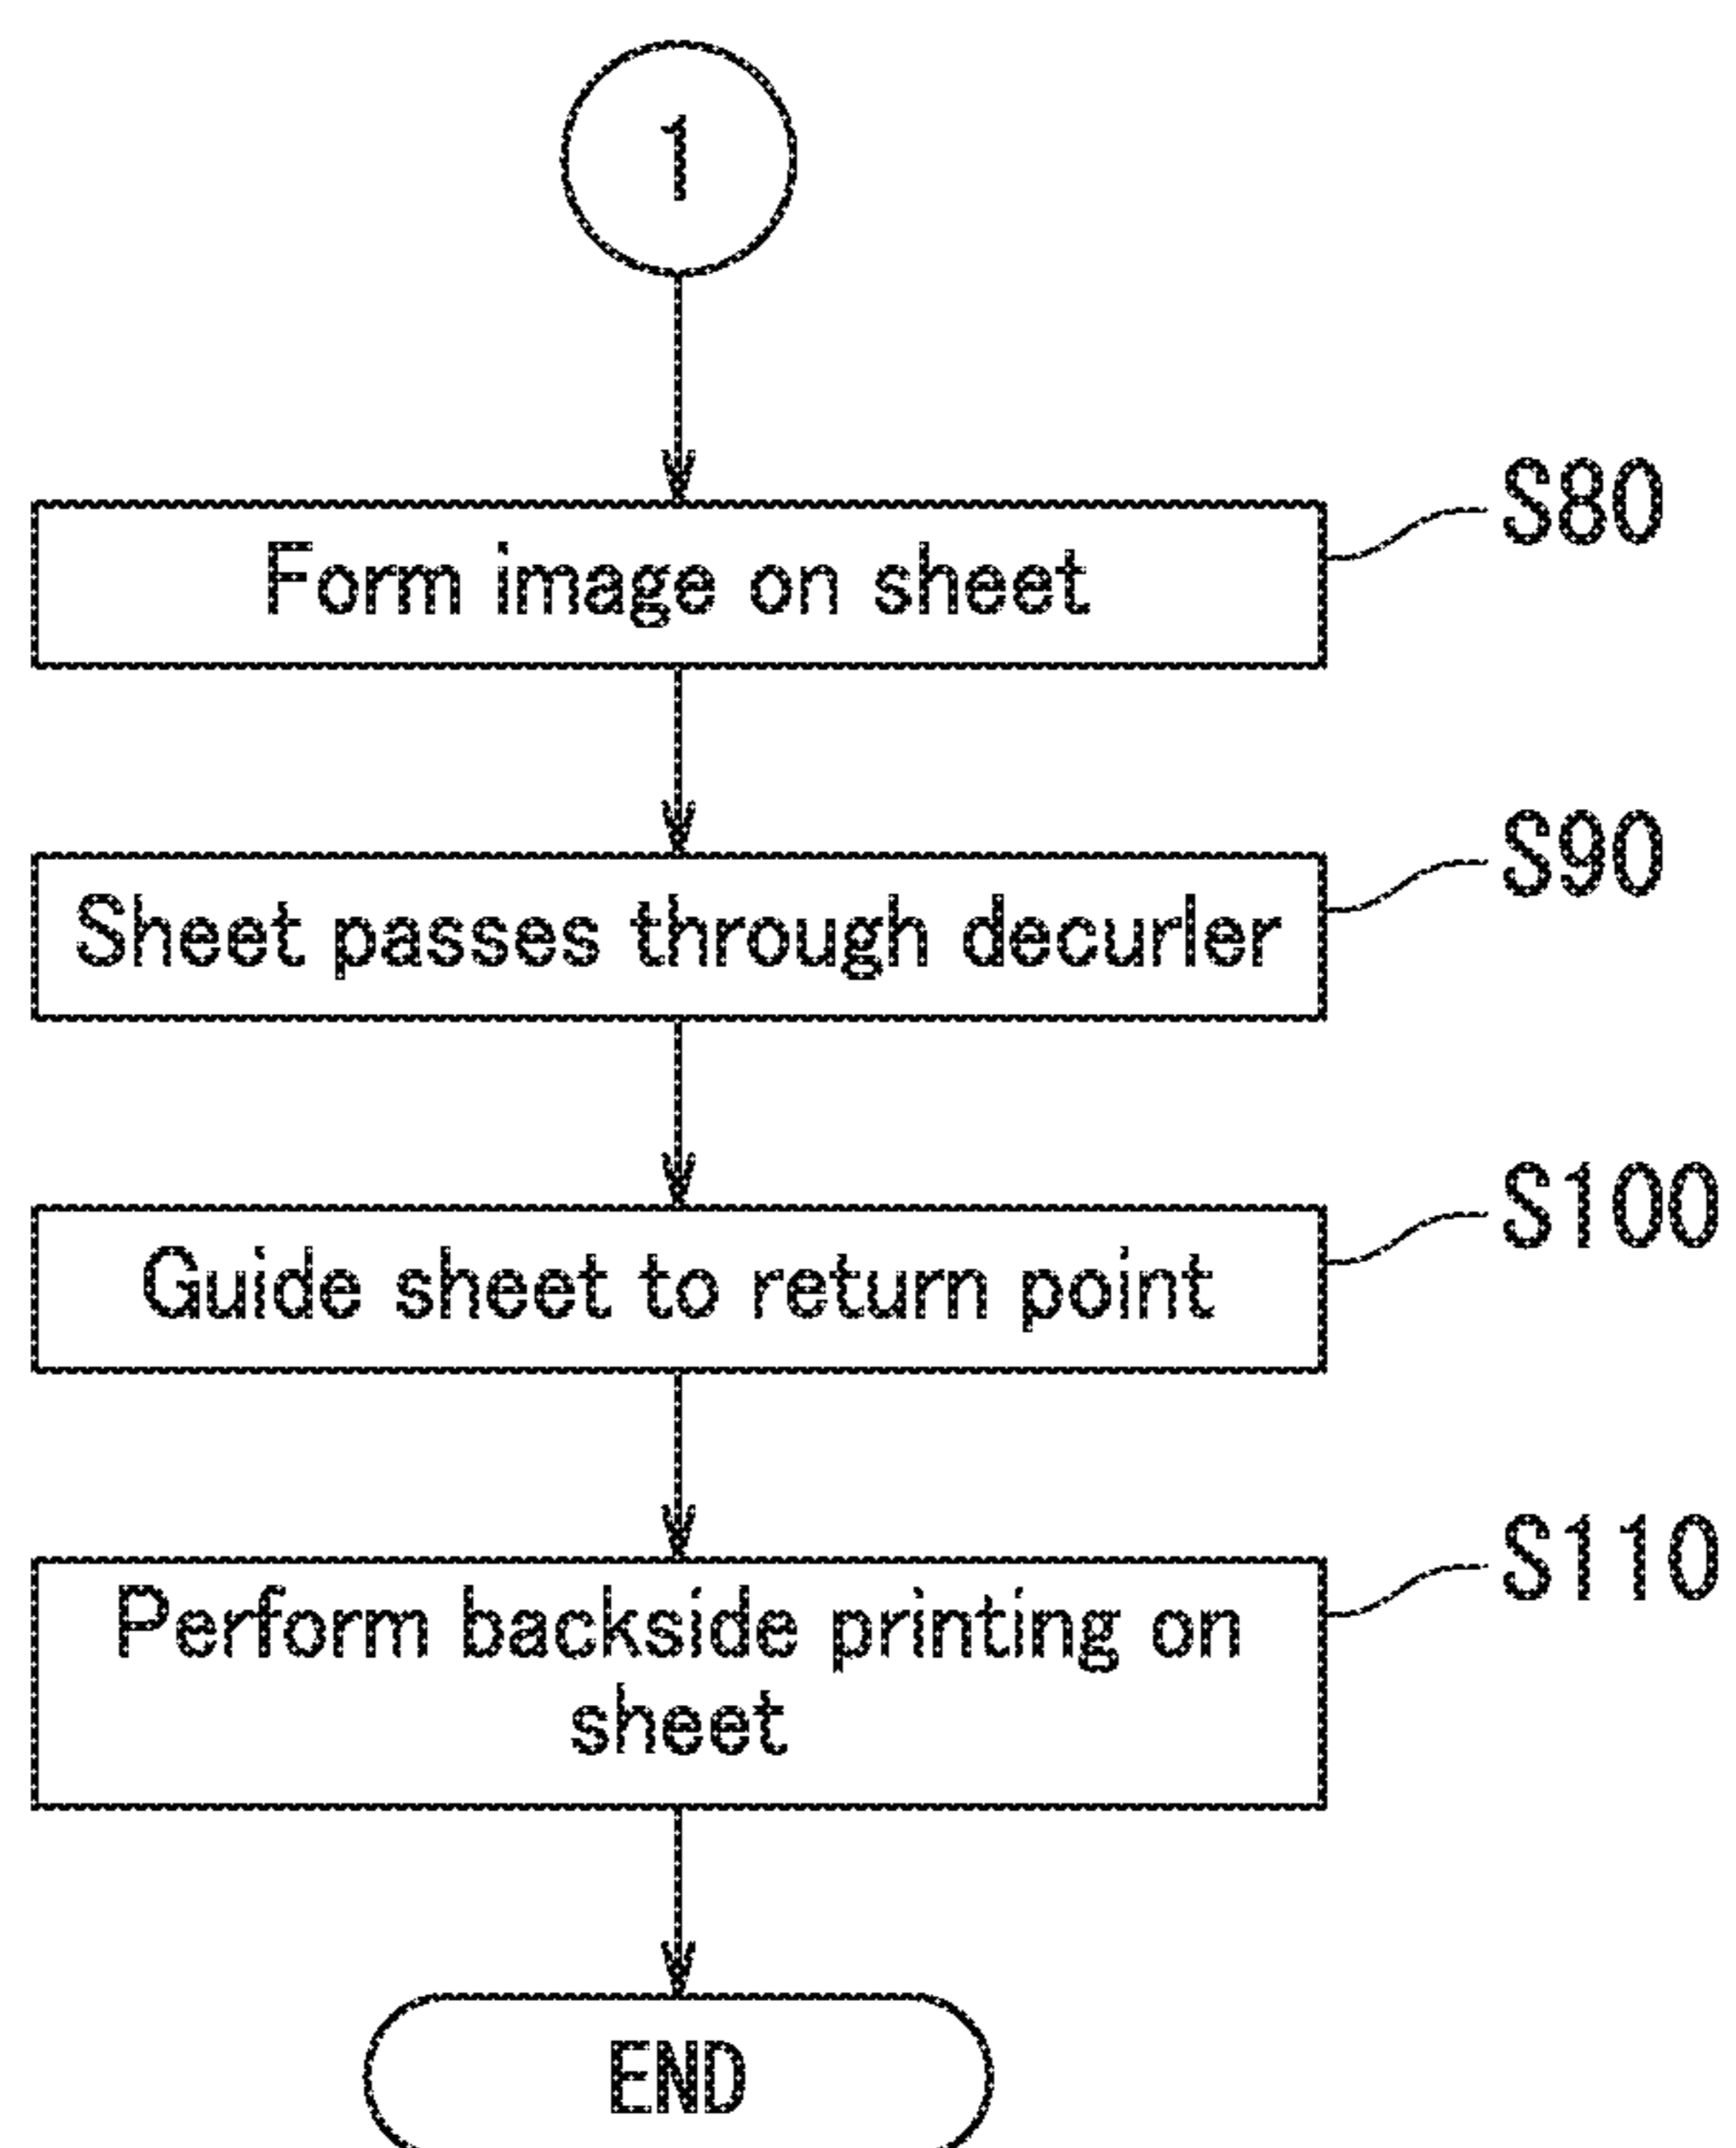 1
Form image on sheet
S80
Sheet passes through decurler
S90
Guide sheet to return point
S100
Perform backside printing on
sheet
S110
END